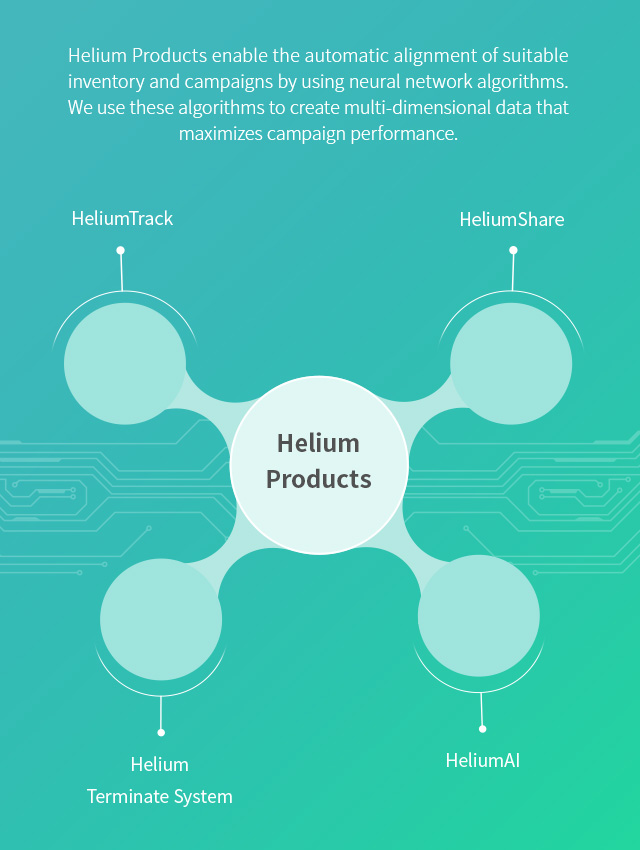 Helium Products enable the automatic alignment of suitable
inventory and campaigns by using neural network algorithms.
We use these algorithms to create multi-dimensional data that
maximizes campaign performance.
HeliumTrack
HeliumShare
Helium
Products
Helium
Terminate System
HeliumAI